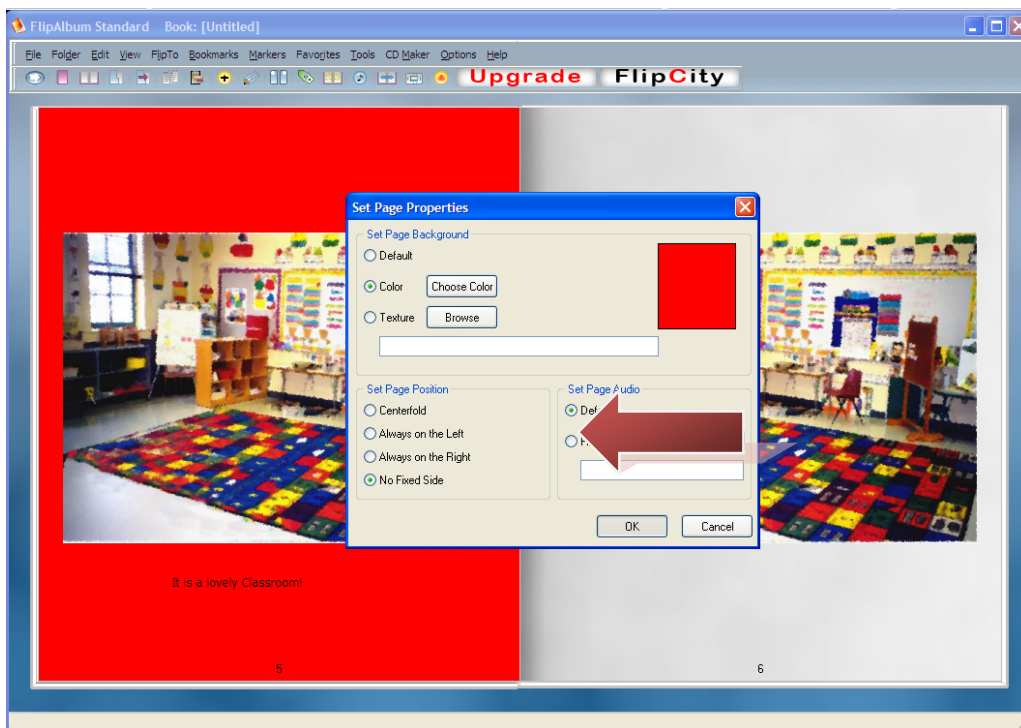 FlipAlbum Standard Book: [Untitled]
File Folder Edit View FlipTo Bookmarks Markers Favorites Tools CD Maker Options Help
Upgrade FlipCity
Set Page Properties
Set Page Background
Default
Color Choose Color
Texture Browse
Set Page Position Set Page Audio
Centerfold
Always on the Left
Always on the Right
No Fixed Side
OK Cancel
It is a lovely Classroom!
5 6